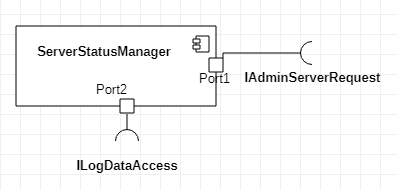 ServerStatusManager
Port1
IAdminServerRequest
Port2
ILogDataAccess